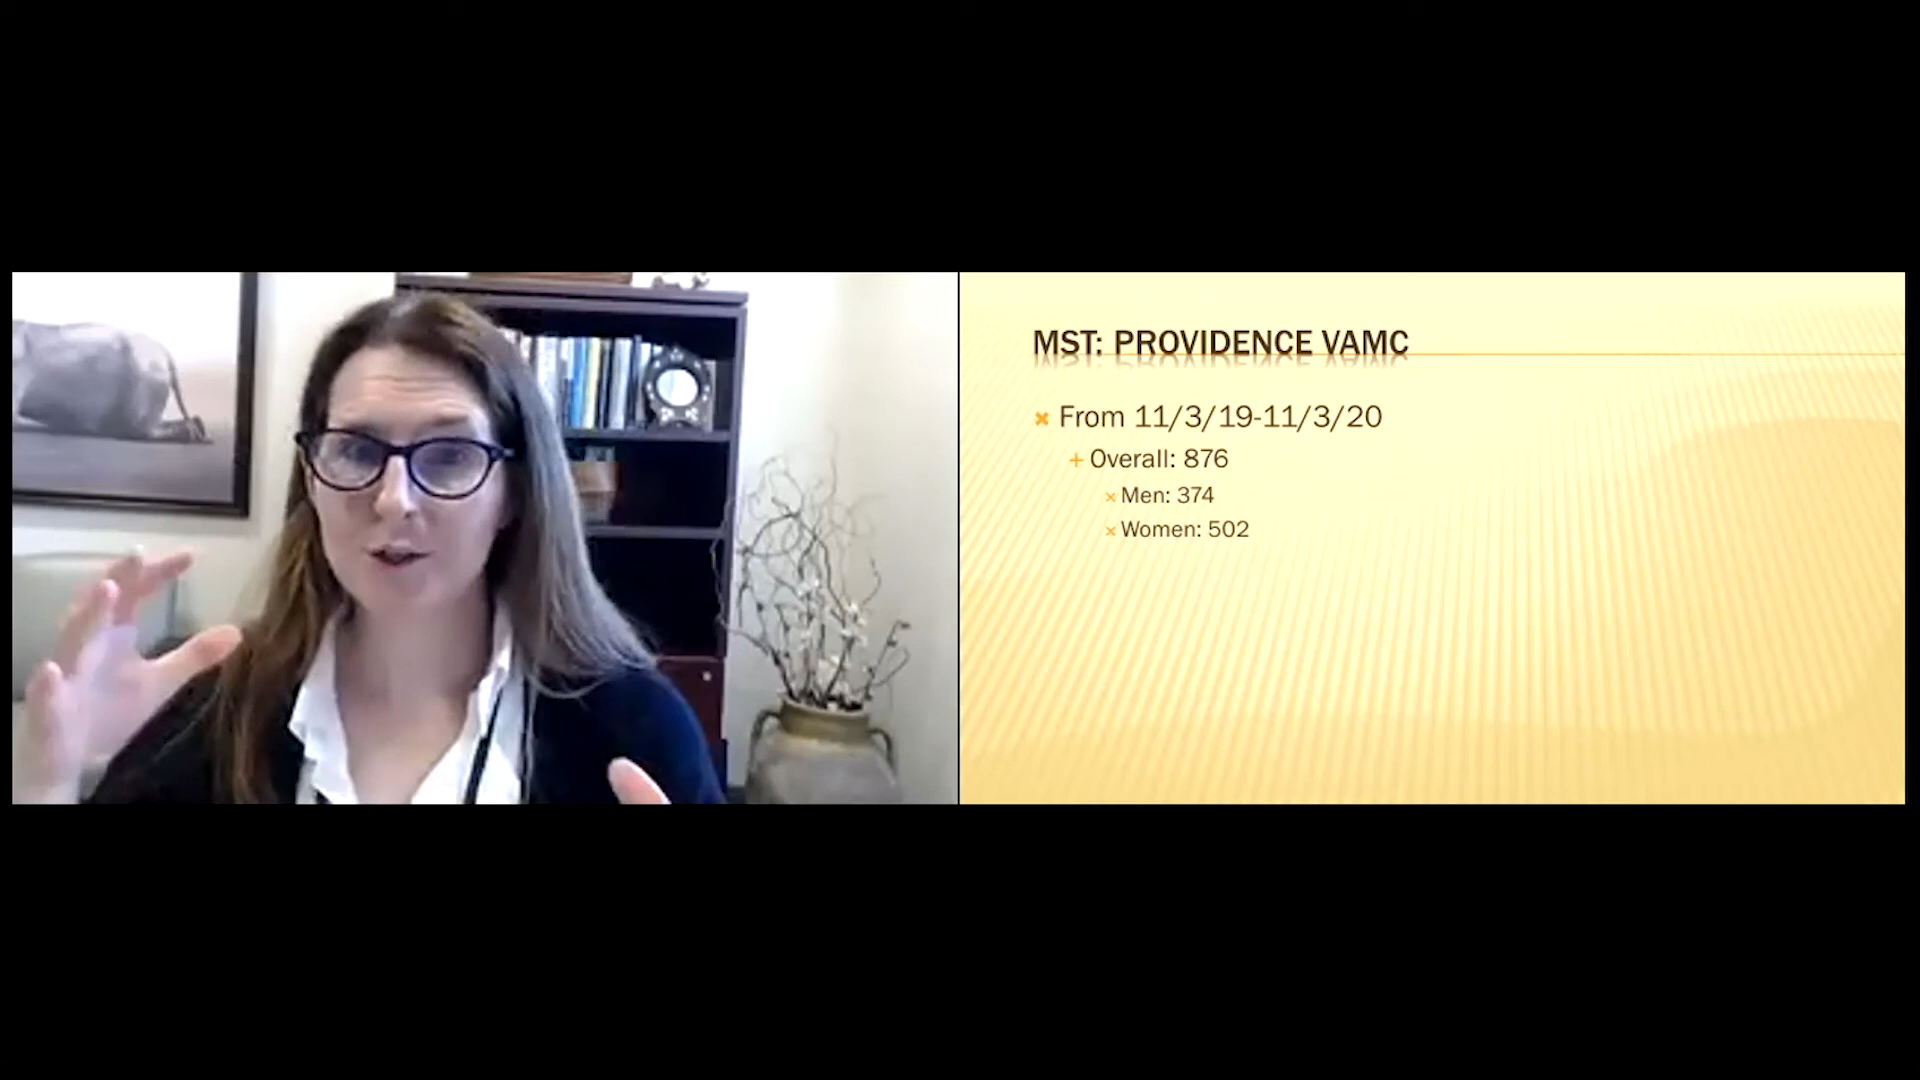 MST: PROVIDENCE VAMC
From 11/3/19-11/3/20
Overall: 876
Men: 374
Women: 502